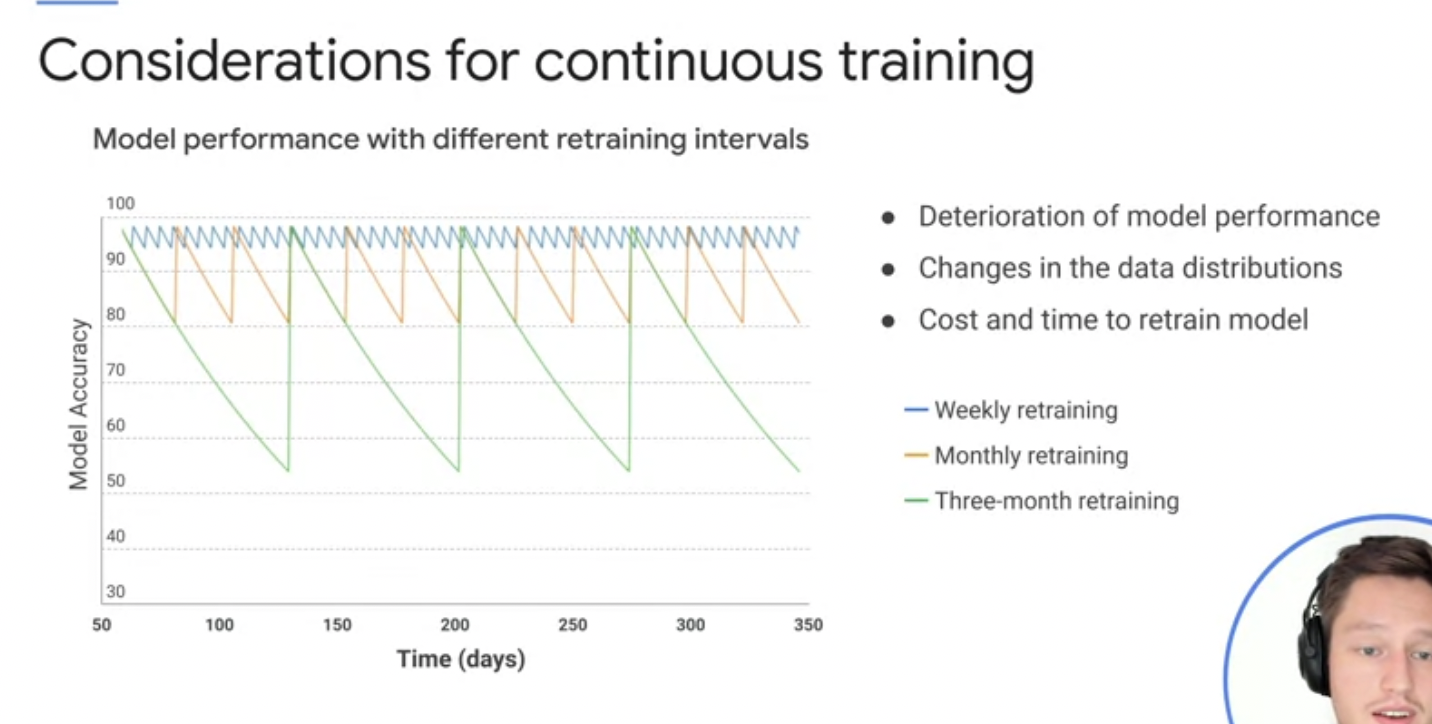 Considerations for continuous training
Model performance with different retraining intervals
100
90
80
70
60
50
40
30
Model Accuracy
50 100 150 200 250 300 350
Time (days)
● Deterioration of model performance
● Changes in the data distributions
● Cost and time to retrain model
Weekly retraining
Monthly retraining
Three-month retraining